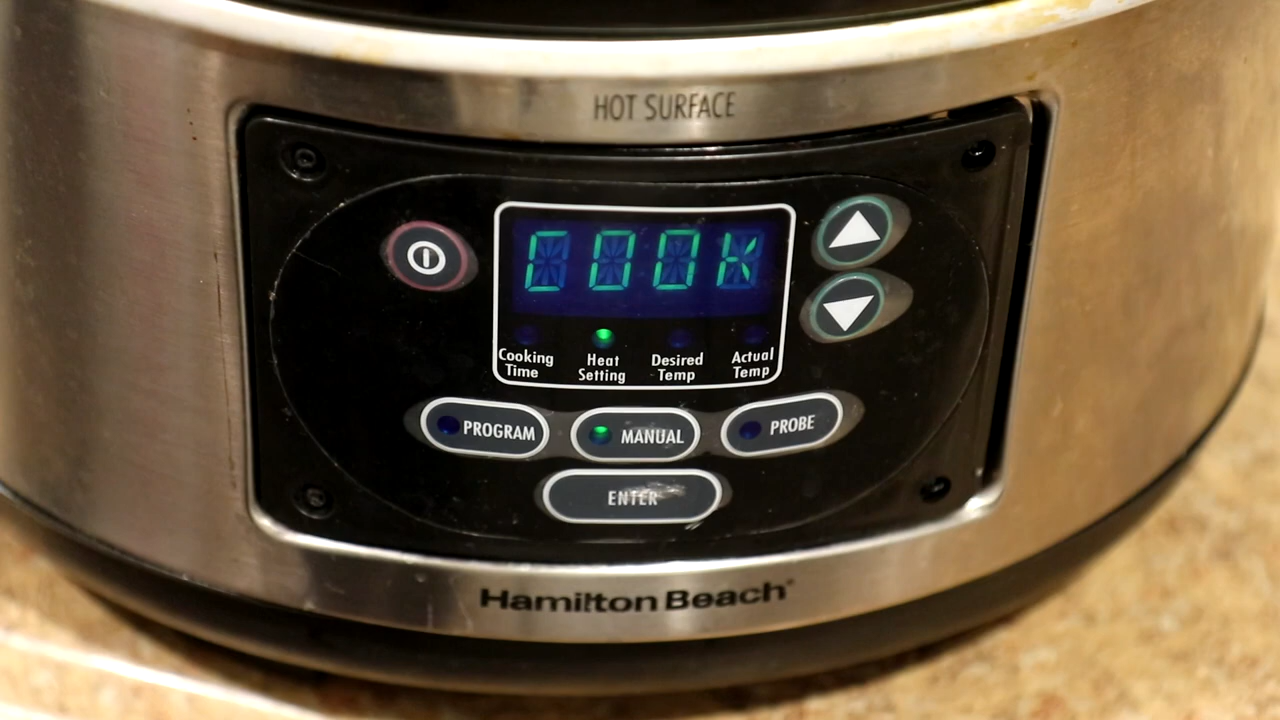 HOT SURFACE
COOK
Cooking Time
Heat Setting
Desired Temp
Actual Temp
PROGRAM
MANUAL
PROBE
ENTER
Hamilton Beach